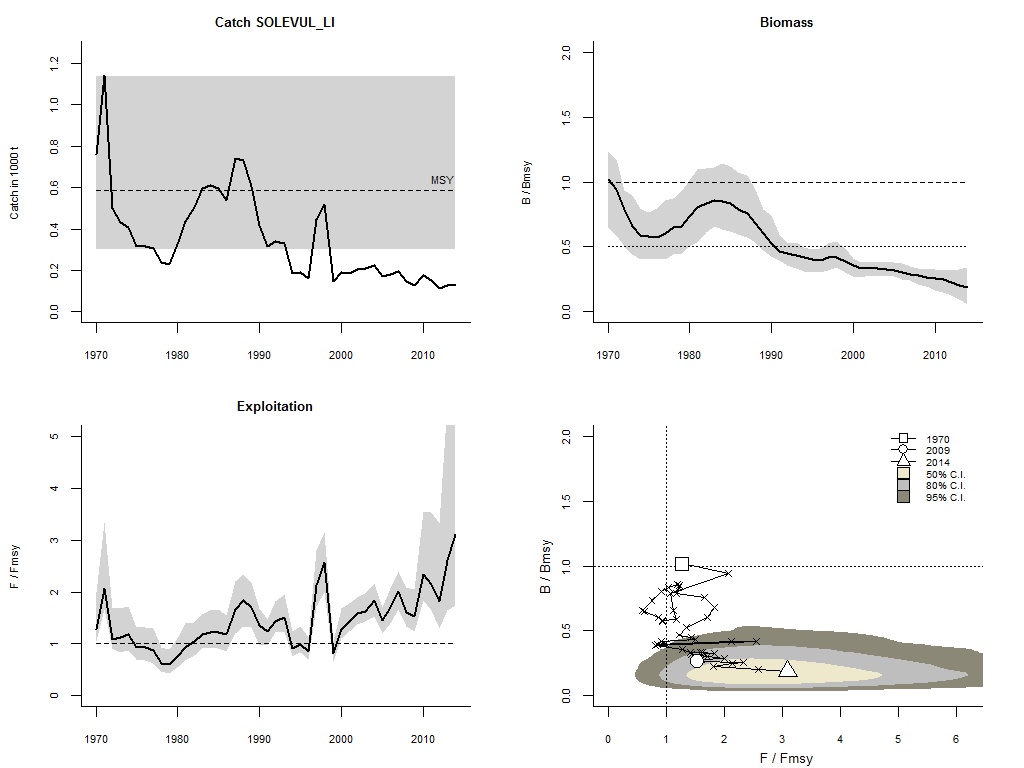 Catch SOLEVUL_LI
Catch in 1000 t
0.0 0.2 0.4 0.6 0.8 1.0 1.2
MSY
1970 1980 1990 2000 2010
Biomass
B / Bmsy
0.0 0.5 1.0 1.5 2.0
1970 1980 1990 2000 2010
Exploitation
F / Fmsy
0 1 2 3 4 5
1970 1980 1990 2000 2010
B / Bmsy
0.0 0.5 1.0 1.5 2.0
1970
2009
2014
50% C.I.
80% C.I.
95% C.I.
0 1 2 3 4 5 6
F / Fmsy